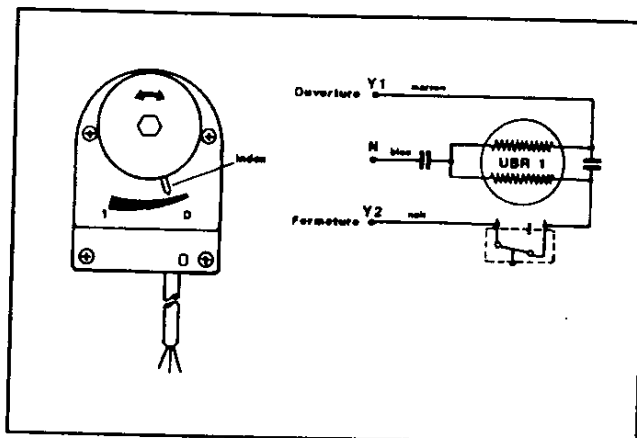 Ouverture Y1 marron
index
N bleu
UBR 1
1 0
Fermeture Y2 noir
0